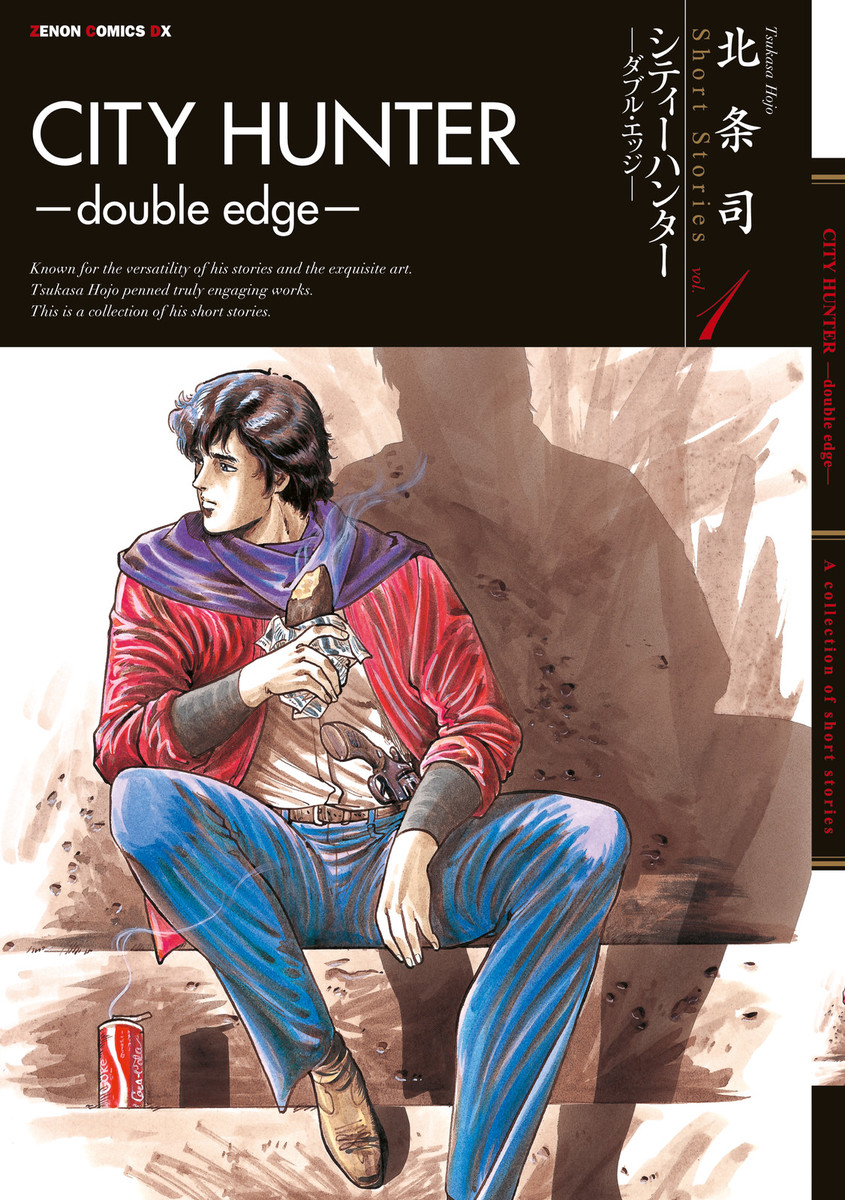 ZENON COMICS DX
CITY HUNTER
—double edge—
Known for the versatility of his stories and the exquisite art.
Tsukasa Hojo penned truly engaging works.
This is a collection of his short stories.
Tsukasa Hojo
北条司
Short Stories vol. 1
シティーハンター
—ダブル・エッジ—
CITY HUNTER —double edge—
A collection of short stories
Coke
Coca-Cola